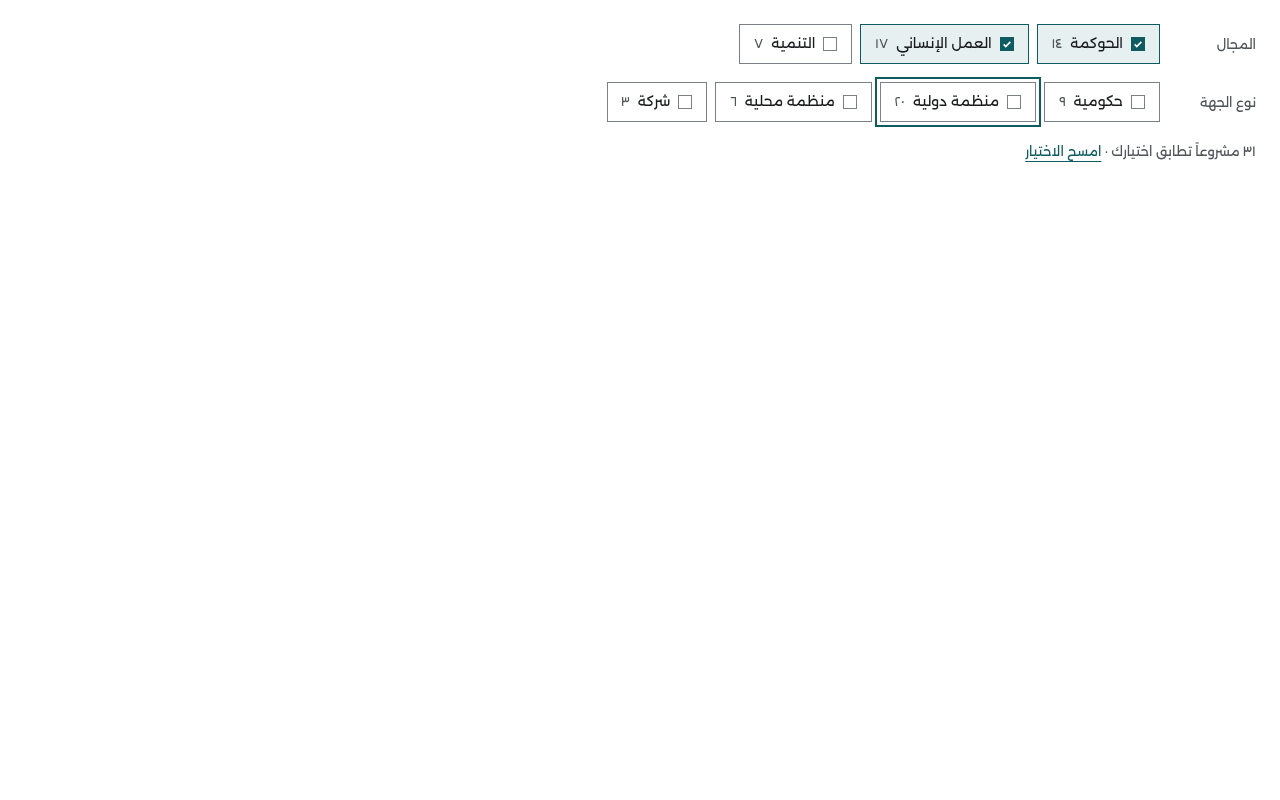 المجال الحوكمة ١٤ العمل الإنساني ١٧ التنمية ٧
نوع الجهة حكومية ٩ منظمة دولية ٢٠ منظمة محلية ٦ شركة ٣
٣١ مشروعاً تطابق اختيارك · امسح الاختيار